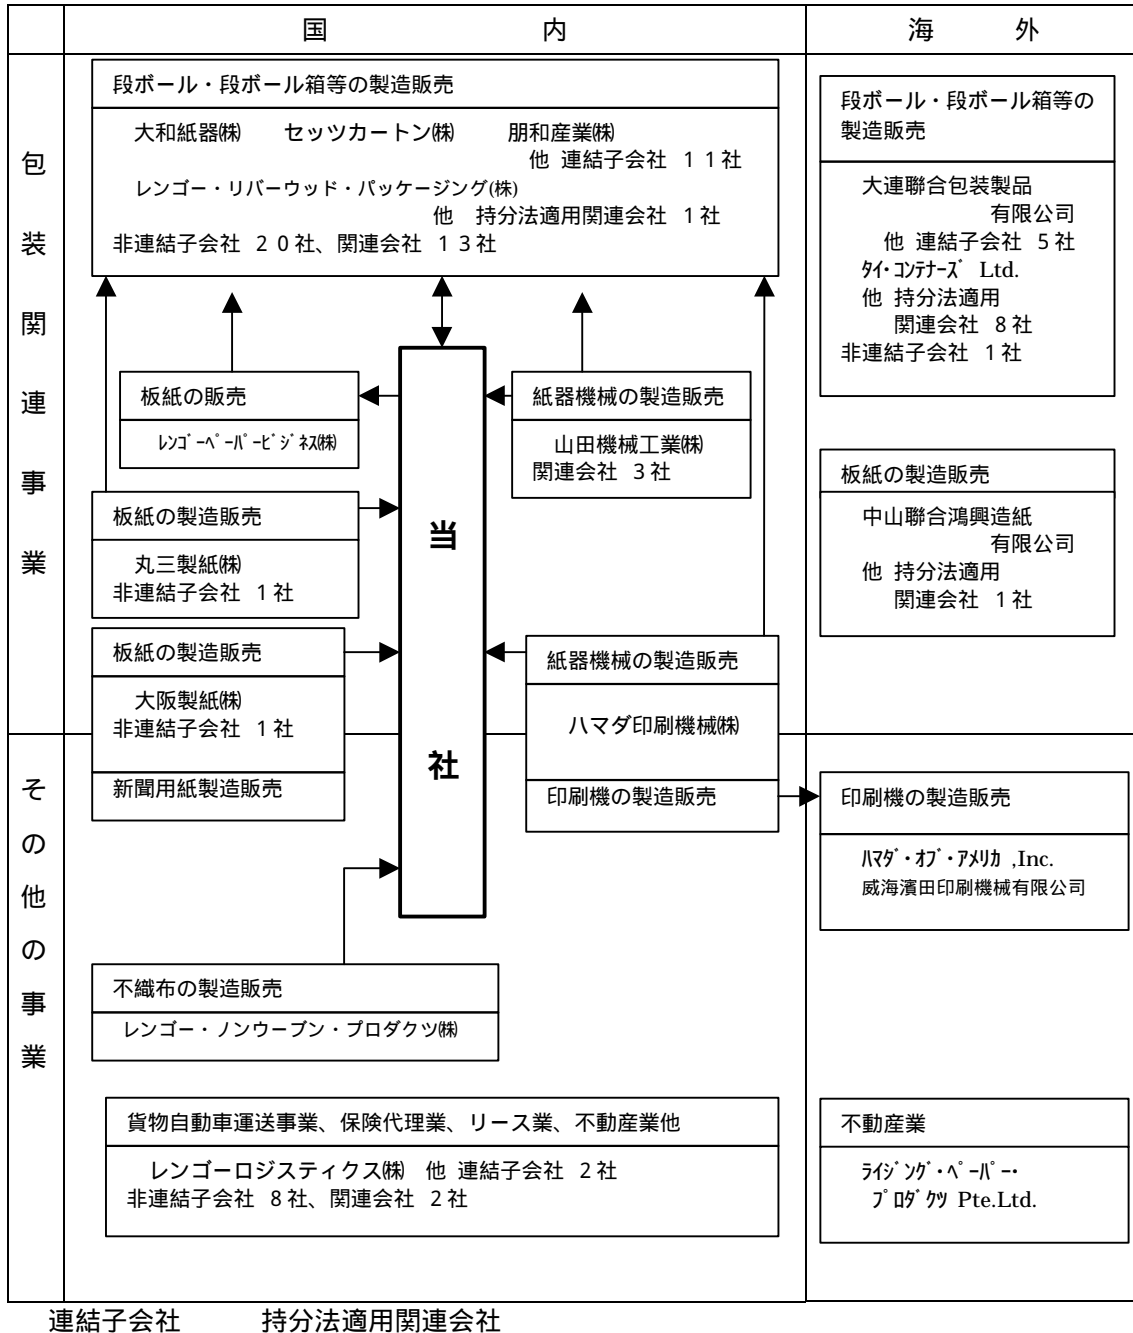 国 内
海 外
包装関連事業
段ボール・段ボール箱等の製造販売
大和紙器㈱ セッツカートン㈱ 朋和産業㈱
他 連結子会社 11社
レンゴー・リバーウッド・パッケージング(株)
他 持分法適用関連会社 1社
非連結子会社 20社、関連会社 13社
板紙の販売
ﾚﾝｺﾞｰﾍﾟｰﾊﾟｰﾋﾞｼﾞﾈｽ㈱
紙器機械の製造販売
山田機械工業㈱
関連会社 3社
板紙の製造販売
丸三製紙㈱
非連結子会社 1社
板紙の製造販売
大阪製紙㈱
非連結子会社 1社
新聞用紙製造販売
当社
紙器機械の製造販売
ハマダ印刷機械㈱
印刷機の製造販売
段ボール・段ボール箱等の
製造販売
大連聯合包装製品
有限公司
他 連結子会社 5社
ﾀｲ･ｺﾝﾃﾅｰｽﾞ Ltd.
他 持分法適用
関連会社 8社
非連結子会社 1社
板紙の製造販売
中山聯合鴻興造紙
有限公司
他 持分法適用
関連会社 1社
その他の事業
印刷機の製造販売
ﾊﾏﾀﾞ･ｵﾌﾞ･ｱﾒﾘｶ ,Inc.
威海濱田印刷機械有限公司
不織布の製造販売
レンゴー・ノンウーブン・プロダクツ㈱
貨物自動車運送事業、保険代理業、リース業、不動産業他
レンゴーロジスティクス㈱ 他 連結子会社 2社
非連結子会社 8社、関連会社 2社
不動産業
ﾗｲｼﾞﾝｸﾞ･ﾍﾟｰﾊﾟｰ･
ﾌﾟﾛﾀﾞｸﾂ Pte.Ltd.
連結子会社 持分法適用関連会社